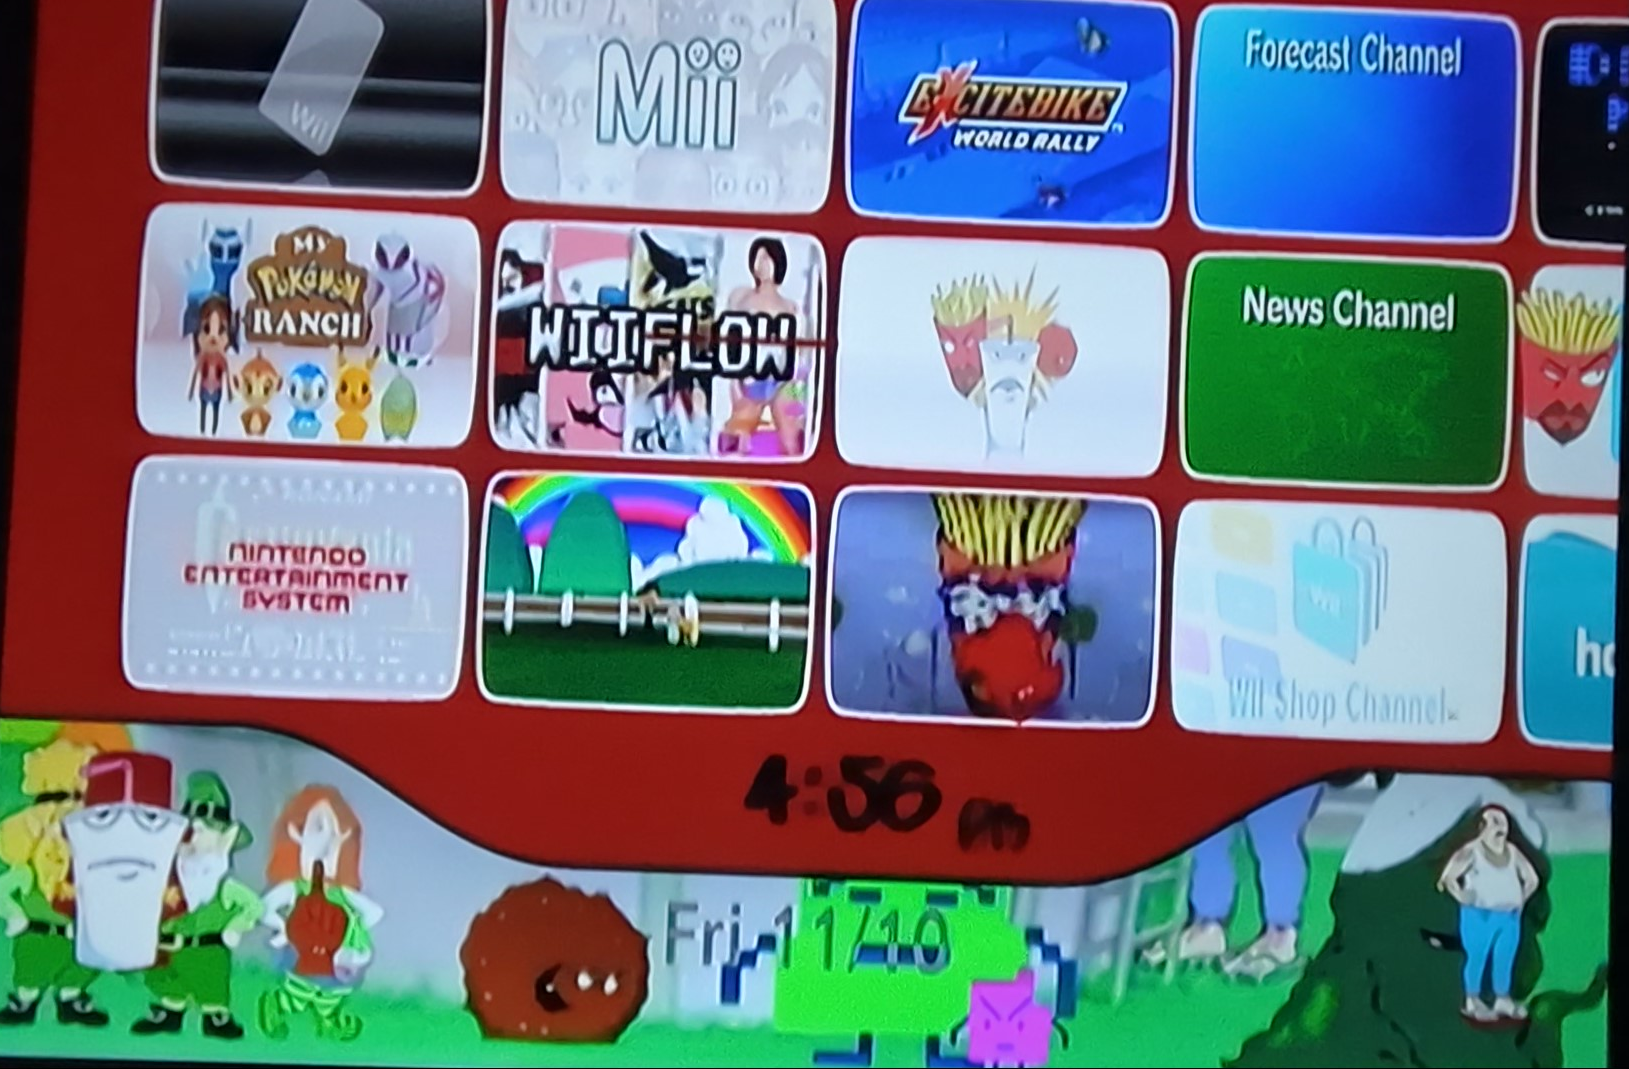 Wii
Mii
EXCITEBIKE
WORLD RALLY
Forecast Channel
MY
POKéMON
RANCH
WIIFLOW
News Channel
NINTENDO
ENTERTAINMENT
SYSTEM
Wii
Wii Shop Channel
4:56 PM
Fri 11/10